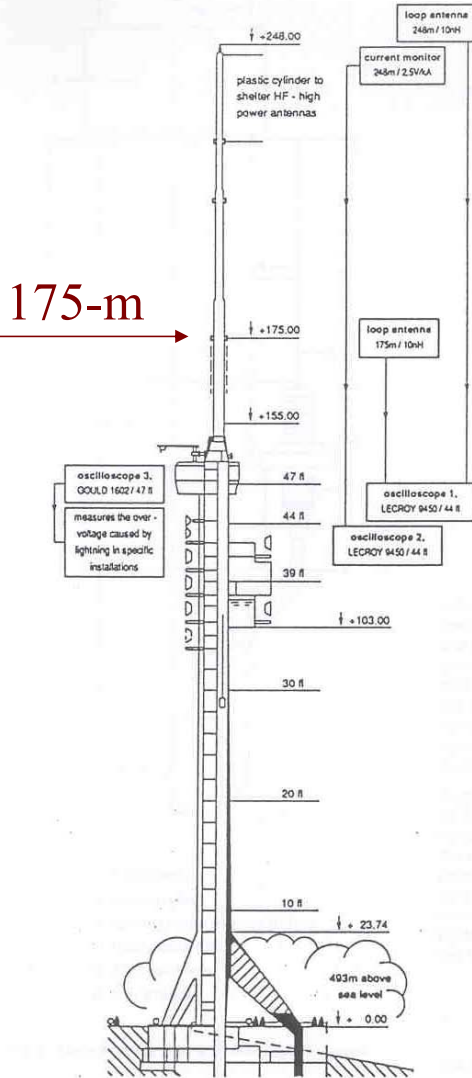 loop antenna
248m / 10nH
current monitor
248m / 2.5V/kA
+248.00
plastic cylinder to
shelter HF - high
power antennas
175-m
+175.00
loop antenna
175m / 10nH
+155.00
oscilloscope 3,
GOULD 1602 / 47 fl
measures the over -
voltage caused by
lightning in specific
installations
47 fl
44 fl
oscilloscope 1,
LECROY 9450 / 44 fl
oscilloscope 2,
LECROY 9450 / 44 fl
39 fl
+103.00
30 fl
20 fl
10 fl
+ 23.74
493m above
sea level
+ 0.00